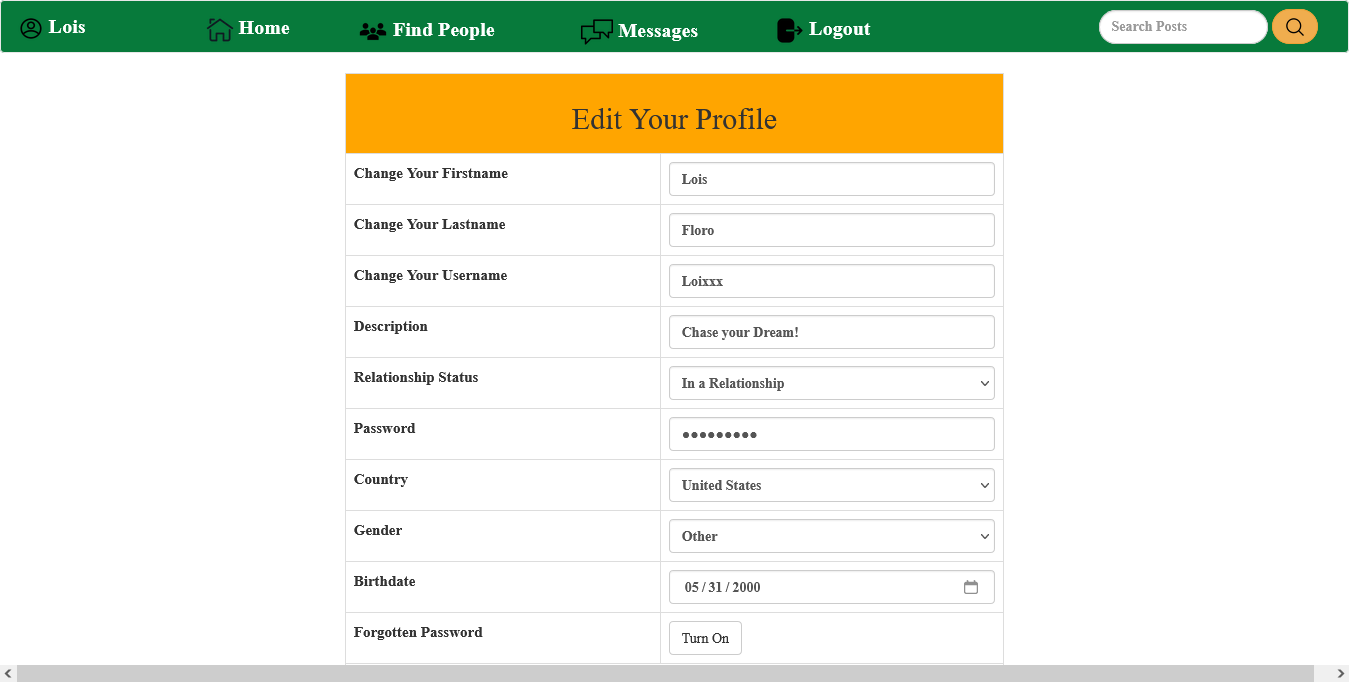 Lois Home Find People Messages Logout Search Posts
Edit Your Profile
Change Your Firstname Lois
Change Your Lastname Floro
Change Your Username Loixxx
Description Chase your Dream!
Relationship Status In a Relationship
Password •••••••••
Country United States
Gender Other
Birthdate 05 / 31 / 2000
Forgotten Password Turn On